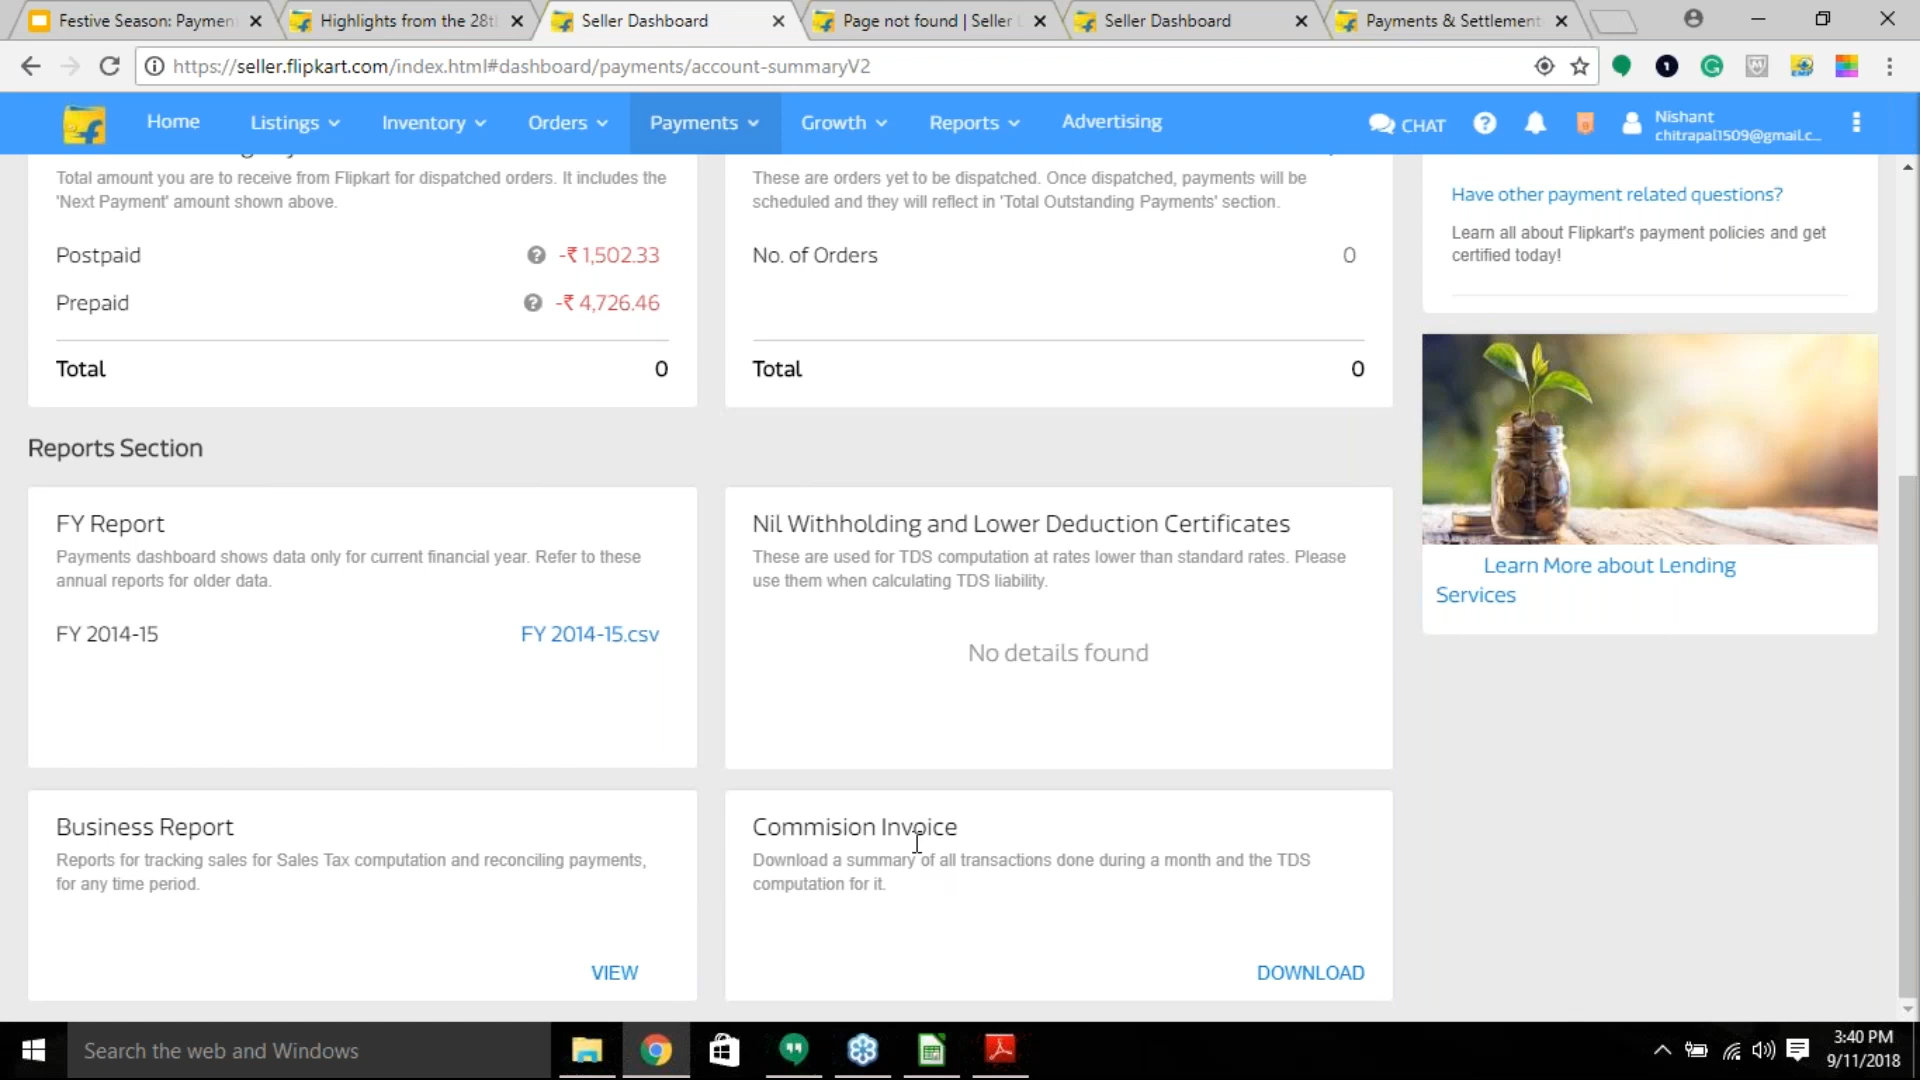 Festive Season: Paymen
Highlights from the 28th
Seller Dashboard
Page not found | Seller
Seller Dashboard
Payments & Settlement
https://seller.flipkart.com/index.html#dashboard/payments/account-summaryV2
Home
Listings
Inventory
Orders
Payments
Growth
Reports
Advertising
CHAT
Nishant
chitrapal1509@gmail.c...
Total amount you are to receive from Flipkart for dispatched orders. It includes the
'Next Payment' amount shown above.
Postpaid
-₹ 1,502.33
Prepaid
-₹ 4,726.46
Total
0
These are orders yet to be dispatched. Once dispatched, payments will be
scheduled and they will reflect in 'Total Outstanding Payments' section.
No. of Orders
0
Total
0
Have other payment related questions?
Learn all about Flipkart's payment policies and get
certified today!
Learn More about Lending
Services
Reports Section
FY Report
Payments dashboard shows data only for current financial year. Refer to these
annual reports for older data.
FY 2014-15
FY 2014-15.csv
Nil Withholding and Lower Deduction Certificates
These are used for TDS computation at rates lower than standard rates. Please
use them when calculating TDS liability.
No details found
Business Report
Reports for tracking sales for Sales Tax computation and reconciling payments,
for any time period.
VIEW
Commision Invoice
Download a summary of all transactions done during a month and the TDS
computation for it.
DOWNLOAD
Search the web and Windows
3:40 PM
9/11/2018